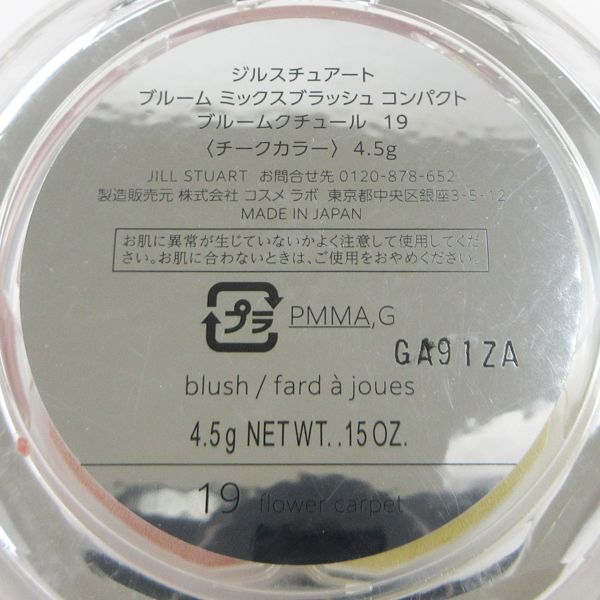 ジルスチュアート
ブルーム ミックスブラッシュ コンパクト
ブルームクチュール 19
〈チークカラー〉 4.5g
JILL STUART お問合せ先 0120-878-652
製造販売元 株式会社 コスメ ラボ 東京都中央区銀座3-5-12
MADE IN JAPAN
お肌に異常が生じていないかよく注意して使用してくだ
さい。お肌に合わないときは、ご使用をおやめください。
プラ PMMA,G
GA91ZA
blush / fard à joues
4.5g NET WT. .15 OZ.
19 flower carpet